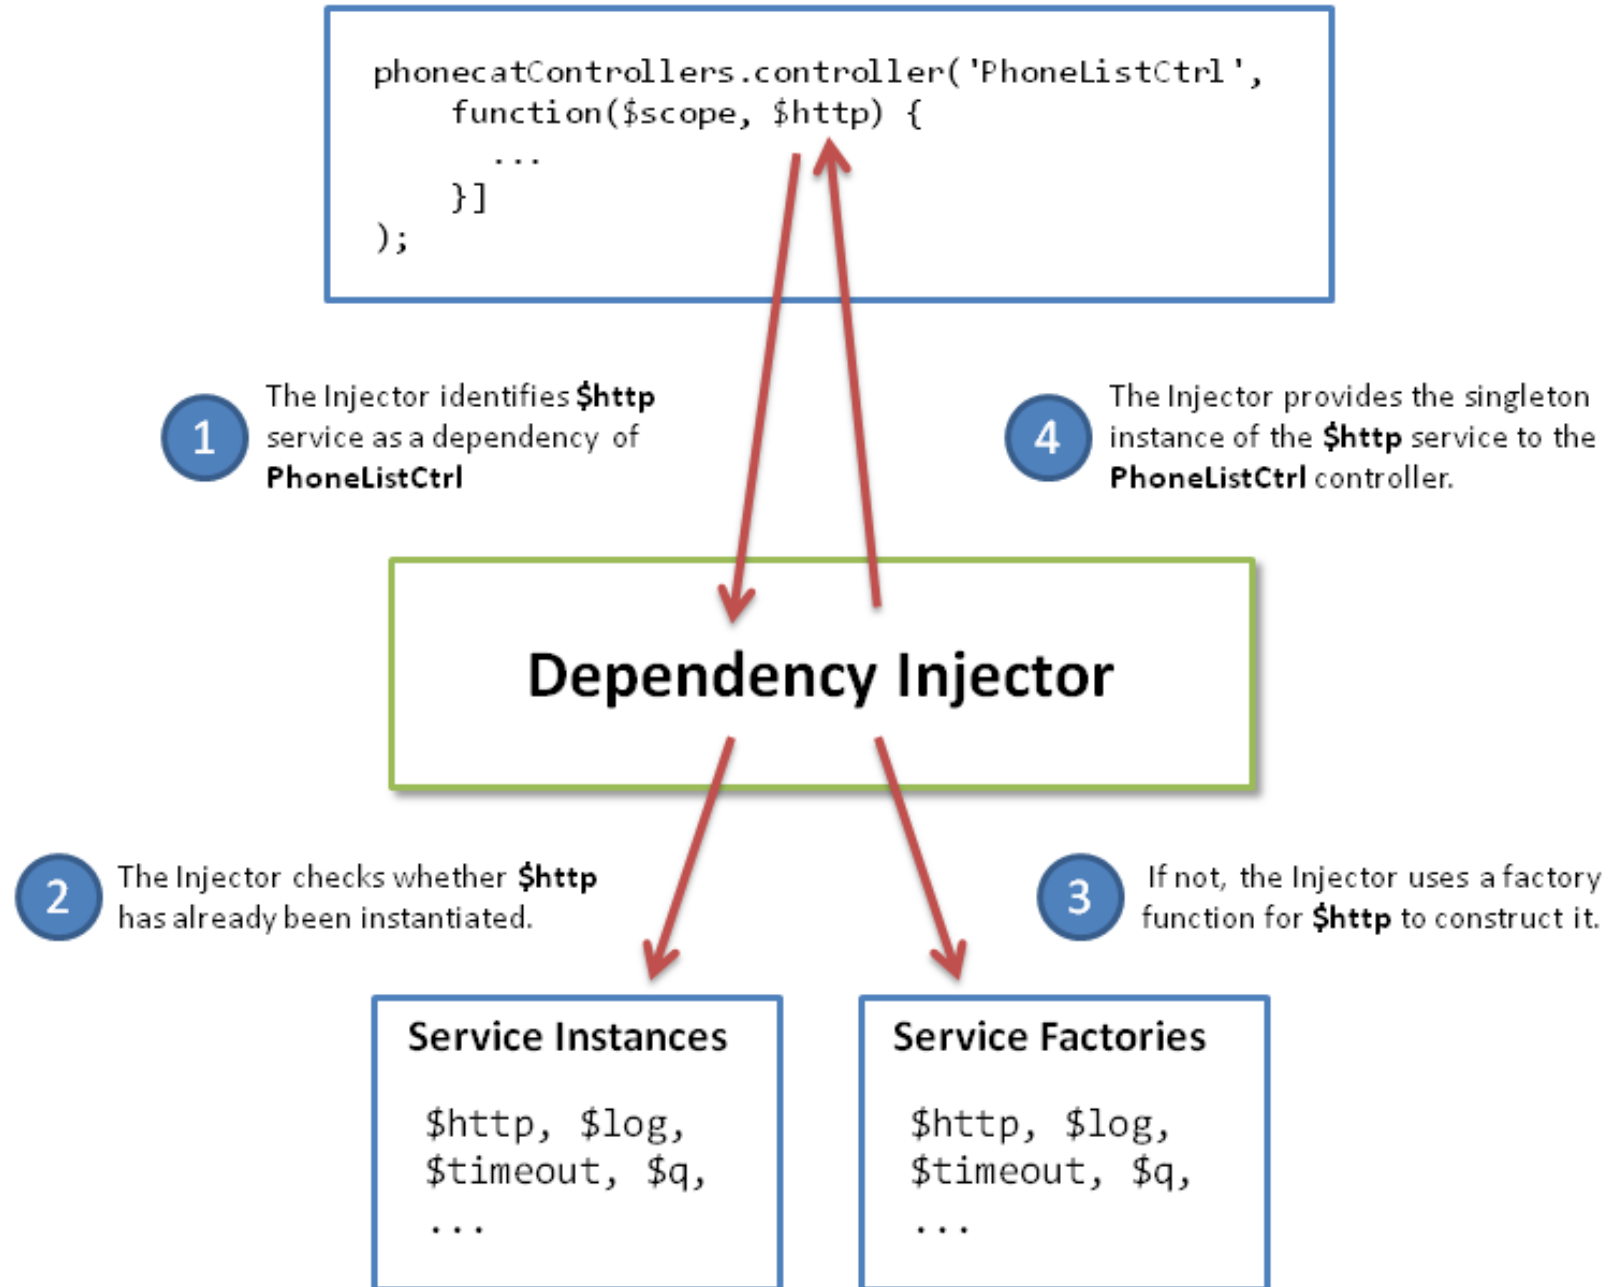 phonecatControllers.controller('PhoneListCtrl',
function($scope, $http) {
...
}]
);
1
The Injector identifies $http
service as a dependency of
PhoneListCtrl
4
The Injector provides the singleton
instance of the $http service to the
PhoneListCtrl controller.
Dependency Injector
2
The Injector checks whether $http
has already been instantiated.
3
If not, the Injector uses a factory
function for $http to construct it.
Service Instances
$http, $log,
$timeout, $q,
...
Service Factories
$http, $log,
$timeout, $q,
...